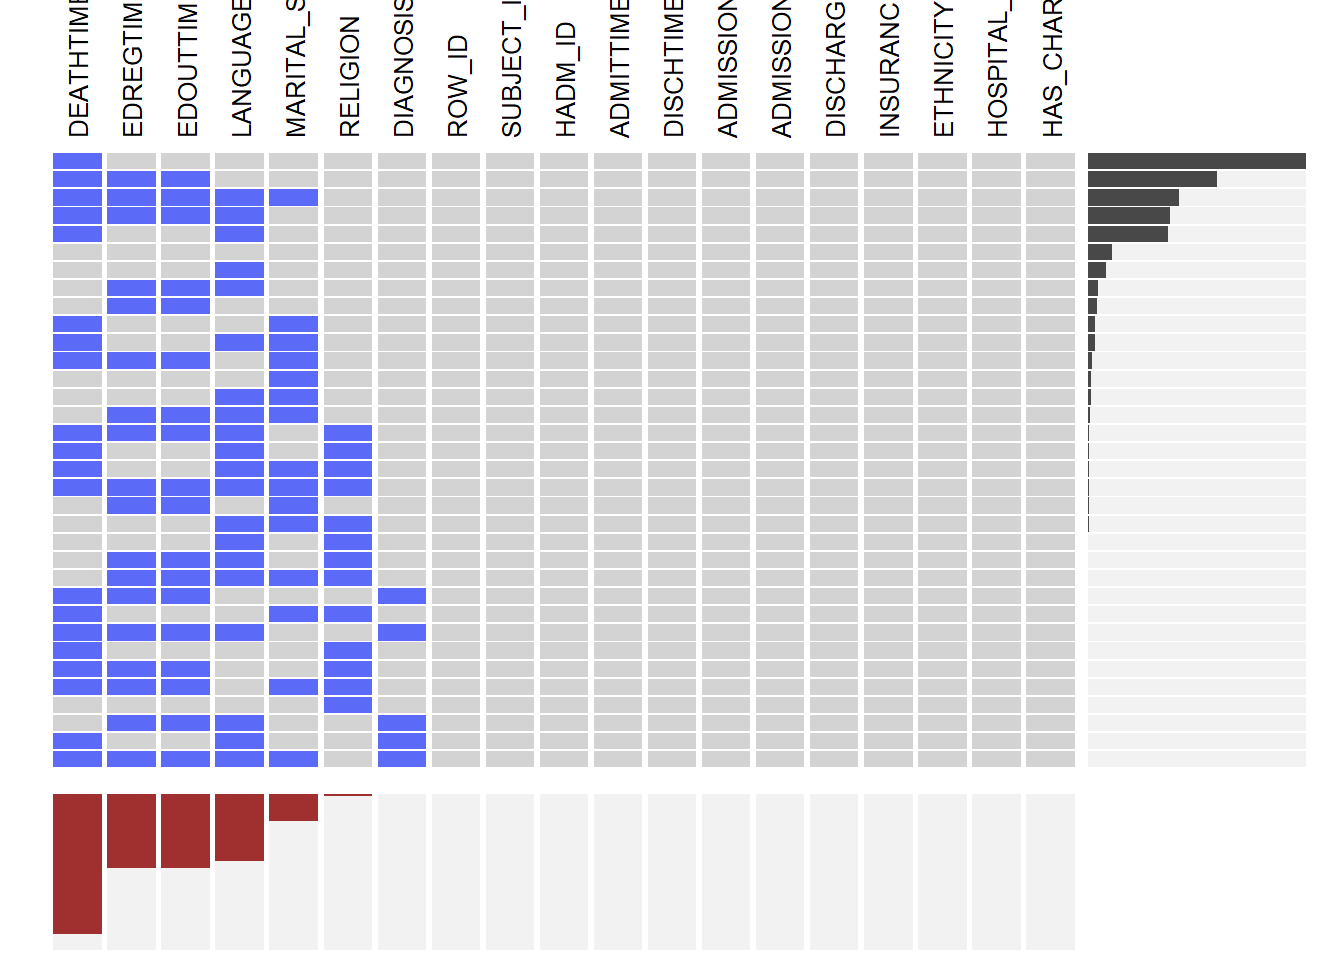 DEATHTIME
EDREGTIM
EDOUTTIM
LANGUAGE
MARITAL_S
RELIGION
DIAGNOSIS
ROW_ID
SUBJECT_I
HADM_ID
ADMITTIME
DISCHTIME
ADMISSION
ADMISSION
DISCHARG
INSURANC
ETHNICITY
HOSPITAL_
HAS_CHAR